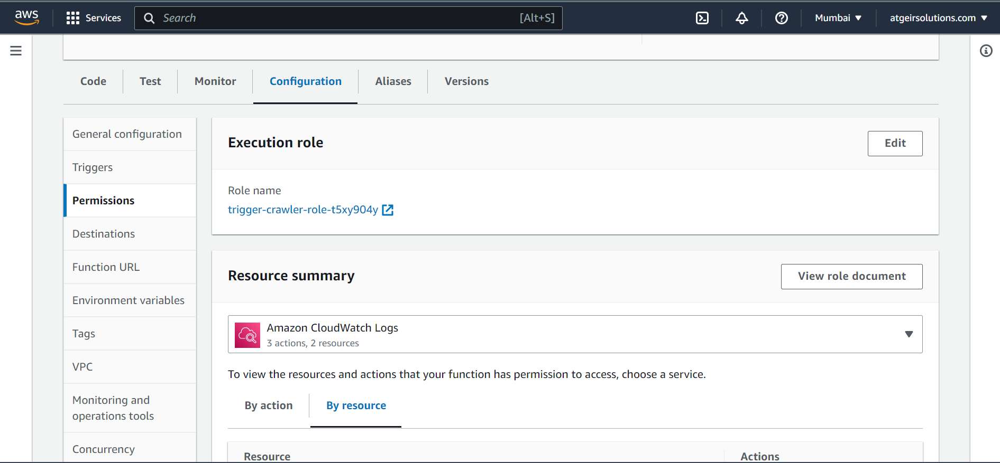 aws
Services
Search [Alt+S]
Mumbai
atgeirsolutions.com
Code
Test
Monitor
Configuration
Aliases
Versions
General configuration
Triggers
Permissions
Destinations
Function URL
Environment variables
Tags
VPC
Monitoring and
operations tools
Concurrency
Execution role
Edit
Role name
trigger-crawler-role-t5xy904y
Resource summary
View role document
Amazon CloudWatch Logs
3 actions, 2 resources
To view the resources and actions that your function has permission to access, choose a service.
By action
By resource
Resource
Actions